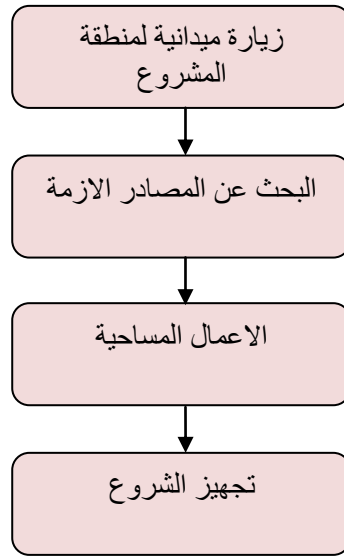 زيارة ميدانية لمنطقة
المشروع
البحث عن المصادر الازمة
الاعمال المساحية
تجهيز الشروع